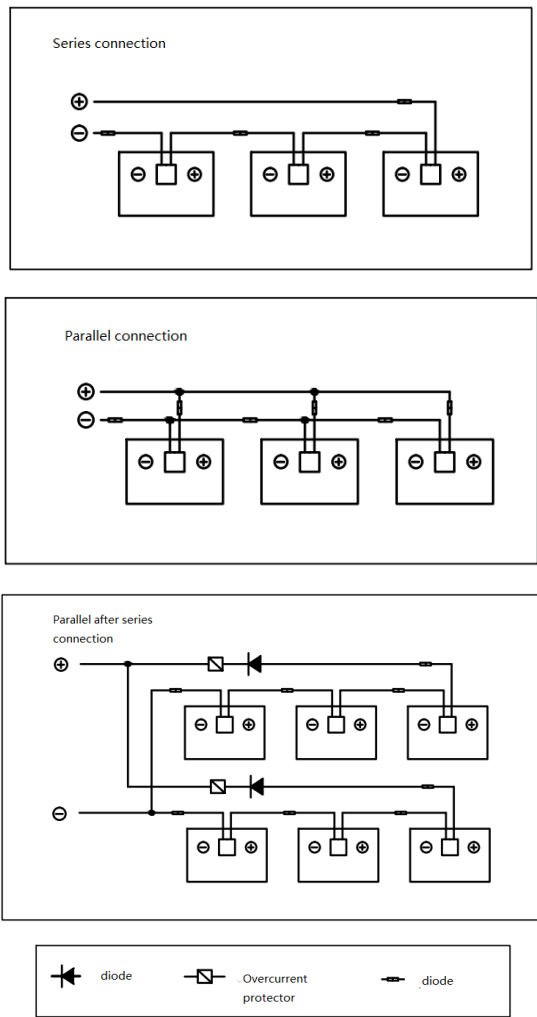 Series connection
Parallel connection
Parallel after series
connection
diode
Overcurrent
protector
diode